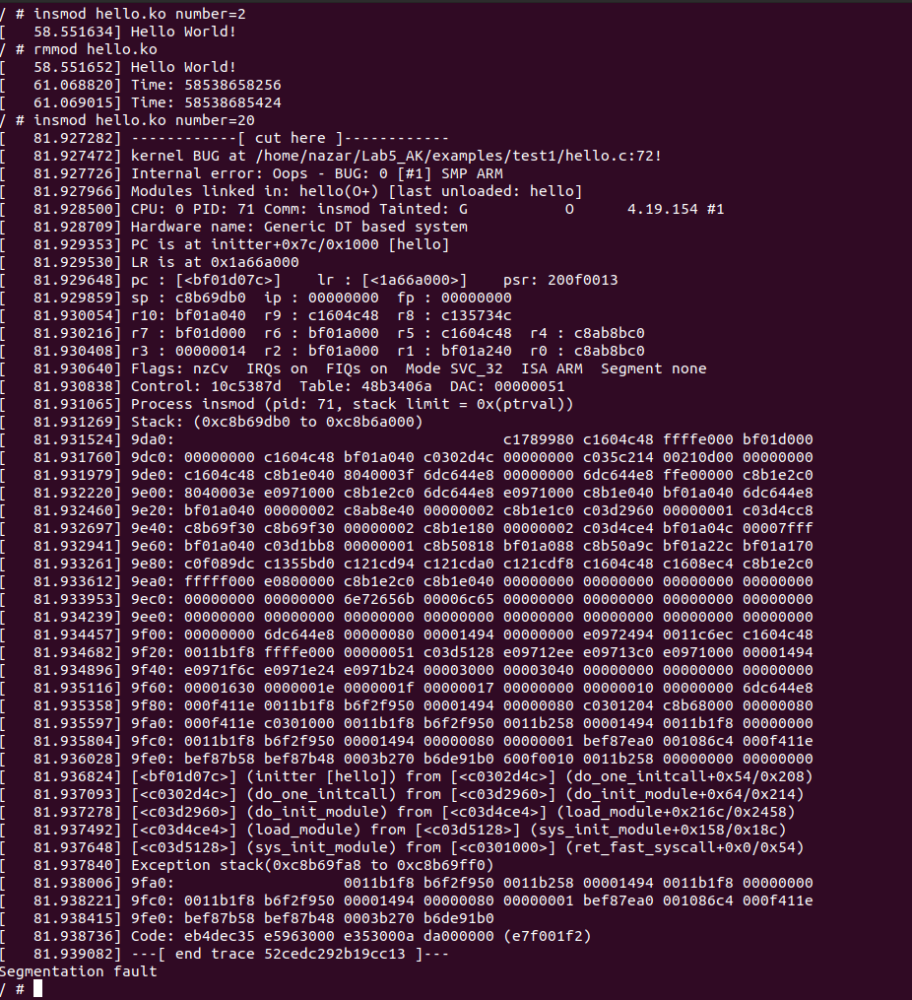 / # insmod hello.ko number=2
[   58.551634] Hello World!
/ # rmmod hello.ko
[   58.551652] Hello World!
[   61.068820] Time: 58538658256
[   61.069015] Time: 58538685424
/ # insmod hello.ko number=20
[   81.927282] ------------[ cut here ]------------
[   81.927472] kernel BUG at /home/nazar/Lab5_AK/examples/test1/hello.c:72!
[   81.927726] Internal error: Oops - BUG: 0 [#1] SMP ARM
[   81.927966] Modules linked in: hello(O+) [last unloaded: hello]
[   81.928500] CPU: 0 PID: 71 Comm: insmod Tainted: G           O      4.19.154 #1
[   81.928709] Hardware name: Generic DT based system
[   81.929353] PC is at initter+0x7c/0x1000 [hello]
[   81.929530] LR is at 0x1a66a000
[   81.929648] pc : [<bf01d07c>]    lr : [<1a66a000>]    psr: 200f0013
[   81.929859] sp : c8b69db0  ip : 00000000  fp : 00000000
[   81.930054] r10: bf01a040  r9 : c1604c48  r8 : c135734c
[   81.930216] r7 : bf01d000  r6 : bf01a000  r5 : c1604c48  r4 : c8ab8bc0
[   81.930408] r3 : 00000014  r2 : bf01a000  r1 : bf01a240  r0 : c8ab8bc0
[   81.930640] Flags: nzCv  IRQs on  FIQs on  Mode SVC_32  ISA ARM  Segment none
[   81.930838] Control: 10c5387d  Table: 48b3406a  DAC: 00000051
[   81.931065] Process insmod (pid: 71, stack limit = 0x(ptrval))
[   81.931269] Stack: (0xc8b69db0 to 0xc8b6a000)
[   81.931524] 9da0:                                     c1789980 c1604c48 ffffe000 bf01d000
[   81.931760] 9dc0: 00000000 c1604c48 bf01a040 c0302d4c 00000000 c035c214 00210d00 00000000
[   81.931979] 9de0: c1604c48 c8b1e040 8040003f 6dc644e8 00000000 6dc644e8 ffe00000 c8b1e2c0
[   81.932220] 9e00: 8040003e e0971000 c8b1e2c0 6dc644e8 e0971000 c8b1e040 bf01a040 6dc644e8
[   81.932460] 9e20: bf01a040 00000002 c8ab8e40 00000002 c8b1e1c0 c03d2960 00000001 c03d4cc8
[   81.932697] 9e40: c8b69f30 c8b69f30 00000002 c8b1e180 00000002 c03d4ce4 bf01a04c 00007fff
[   81.932941] 9e60: bf01a040 c03d1bb8 00000001 c8b50818 bf01a088 c8b50a9c bf01a22c bf01a170
[   81.933261] 9e80: c0f089dc c1355bd0 c121cd94 c121cda0 c121cdf8 c1604c48 c1608ec4 c8b1e2c0
[   81.933612] 9ea0: fffff000 e0800000 c8b1e2c0 c8b1e040 00000000 00000000 00000000 00000000
[   81.933953] 9ec0: 00000000 00000000 6e72656b 00006c65 00000000 00000000 00000000 00000000
[   81.934239] 9ee0: 00000000 00000000 00000000 00000000 00000000 00000000 00000000 00000000
[   81.934457] 9f00: 00000000 6dc644e8 00000080 00001494 00000000 e0972494 0011c6ec c1604c48
[   81.934682] 9f20: 0011b1f8 ffffe000 00000051 c03d5128 e09712ee e09713c0 e0971000 00001494
[   81.934896] 9f40: e0971f6c e0971e24 e0971b24 00003000 00003040 00000000 00000000 00000000
[   81.935116] 9f60: 00001630 0000001e 0000001f 00000017 00000000 00000010 00000000 6dc644e8
[   81.935358] 9f80: 000f411e 0011b1f8 b6f2f950 00001494 00000080 c0301204 c8b68000 00000080
[   81.935597] 9fa0: 000f411e c0301000 0011b1f8 b6f2f950 0011b258 00001494 0011b1f8 00000000
[   81.935804] 9fc0: 0011b1f8 b6f2f950 00001494 00000080 00000001 bef87ea0 001086c4 000f411e
[   81.936028] 9fe0: bef87b58 bef87b48 0003b270 b6de91b0 600f0010 0011b258 00000000 00000000
[   81.936824] [<bf01d07c>] (initter [hello]) from [<c0302d4c>] (do_one_initcall+0x54/0x208)
[   81.937093] [<c0302d4c>] (do_one_initcall) from [<c03d2960>] (do_init_module+0x64/0x214)
[   81.937278] [<c03d2960>] (do_init_module) from [<c03d4ce4>] (load_module+0x216c/0x2458)
[   81.937492] [<c03d4ce4>] (load_module) from [<c03d5128>] (sys_init_module+0x158/0x18c)
[   81.937648] [<c03d5128>] (sys_init_module) from [<c0301000>] (ret_fast_syscall+0x0/0x54)
[   81.937840] Exception stack(0xc8b69fa8 to 0xc8b69ff0)
[   81.938006] 9fa0:                   0011b1f8 b6f2f950 0011b258 00001494 0011b1f8 00000000
[   81.938221] 9fc0: 0011b1f8 b6f2f950 00001494 00000080 00000001 bef87ea0 001086c4 000f411e
[   81.938415] 9fe0: bef87b58 bef87b48 0003b270 b6de91b0
[   81.938736] Code: eb4dec35 e5963000 e353000a da000000 (e7f001f2)
[   81.939082] ---[ end trace 52cedc292b19cc13 ]---
Segmentation fault
/ #